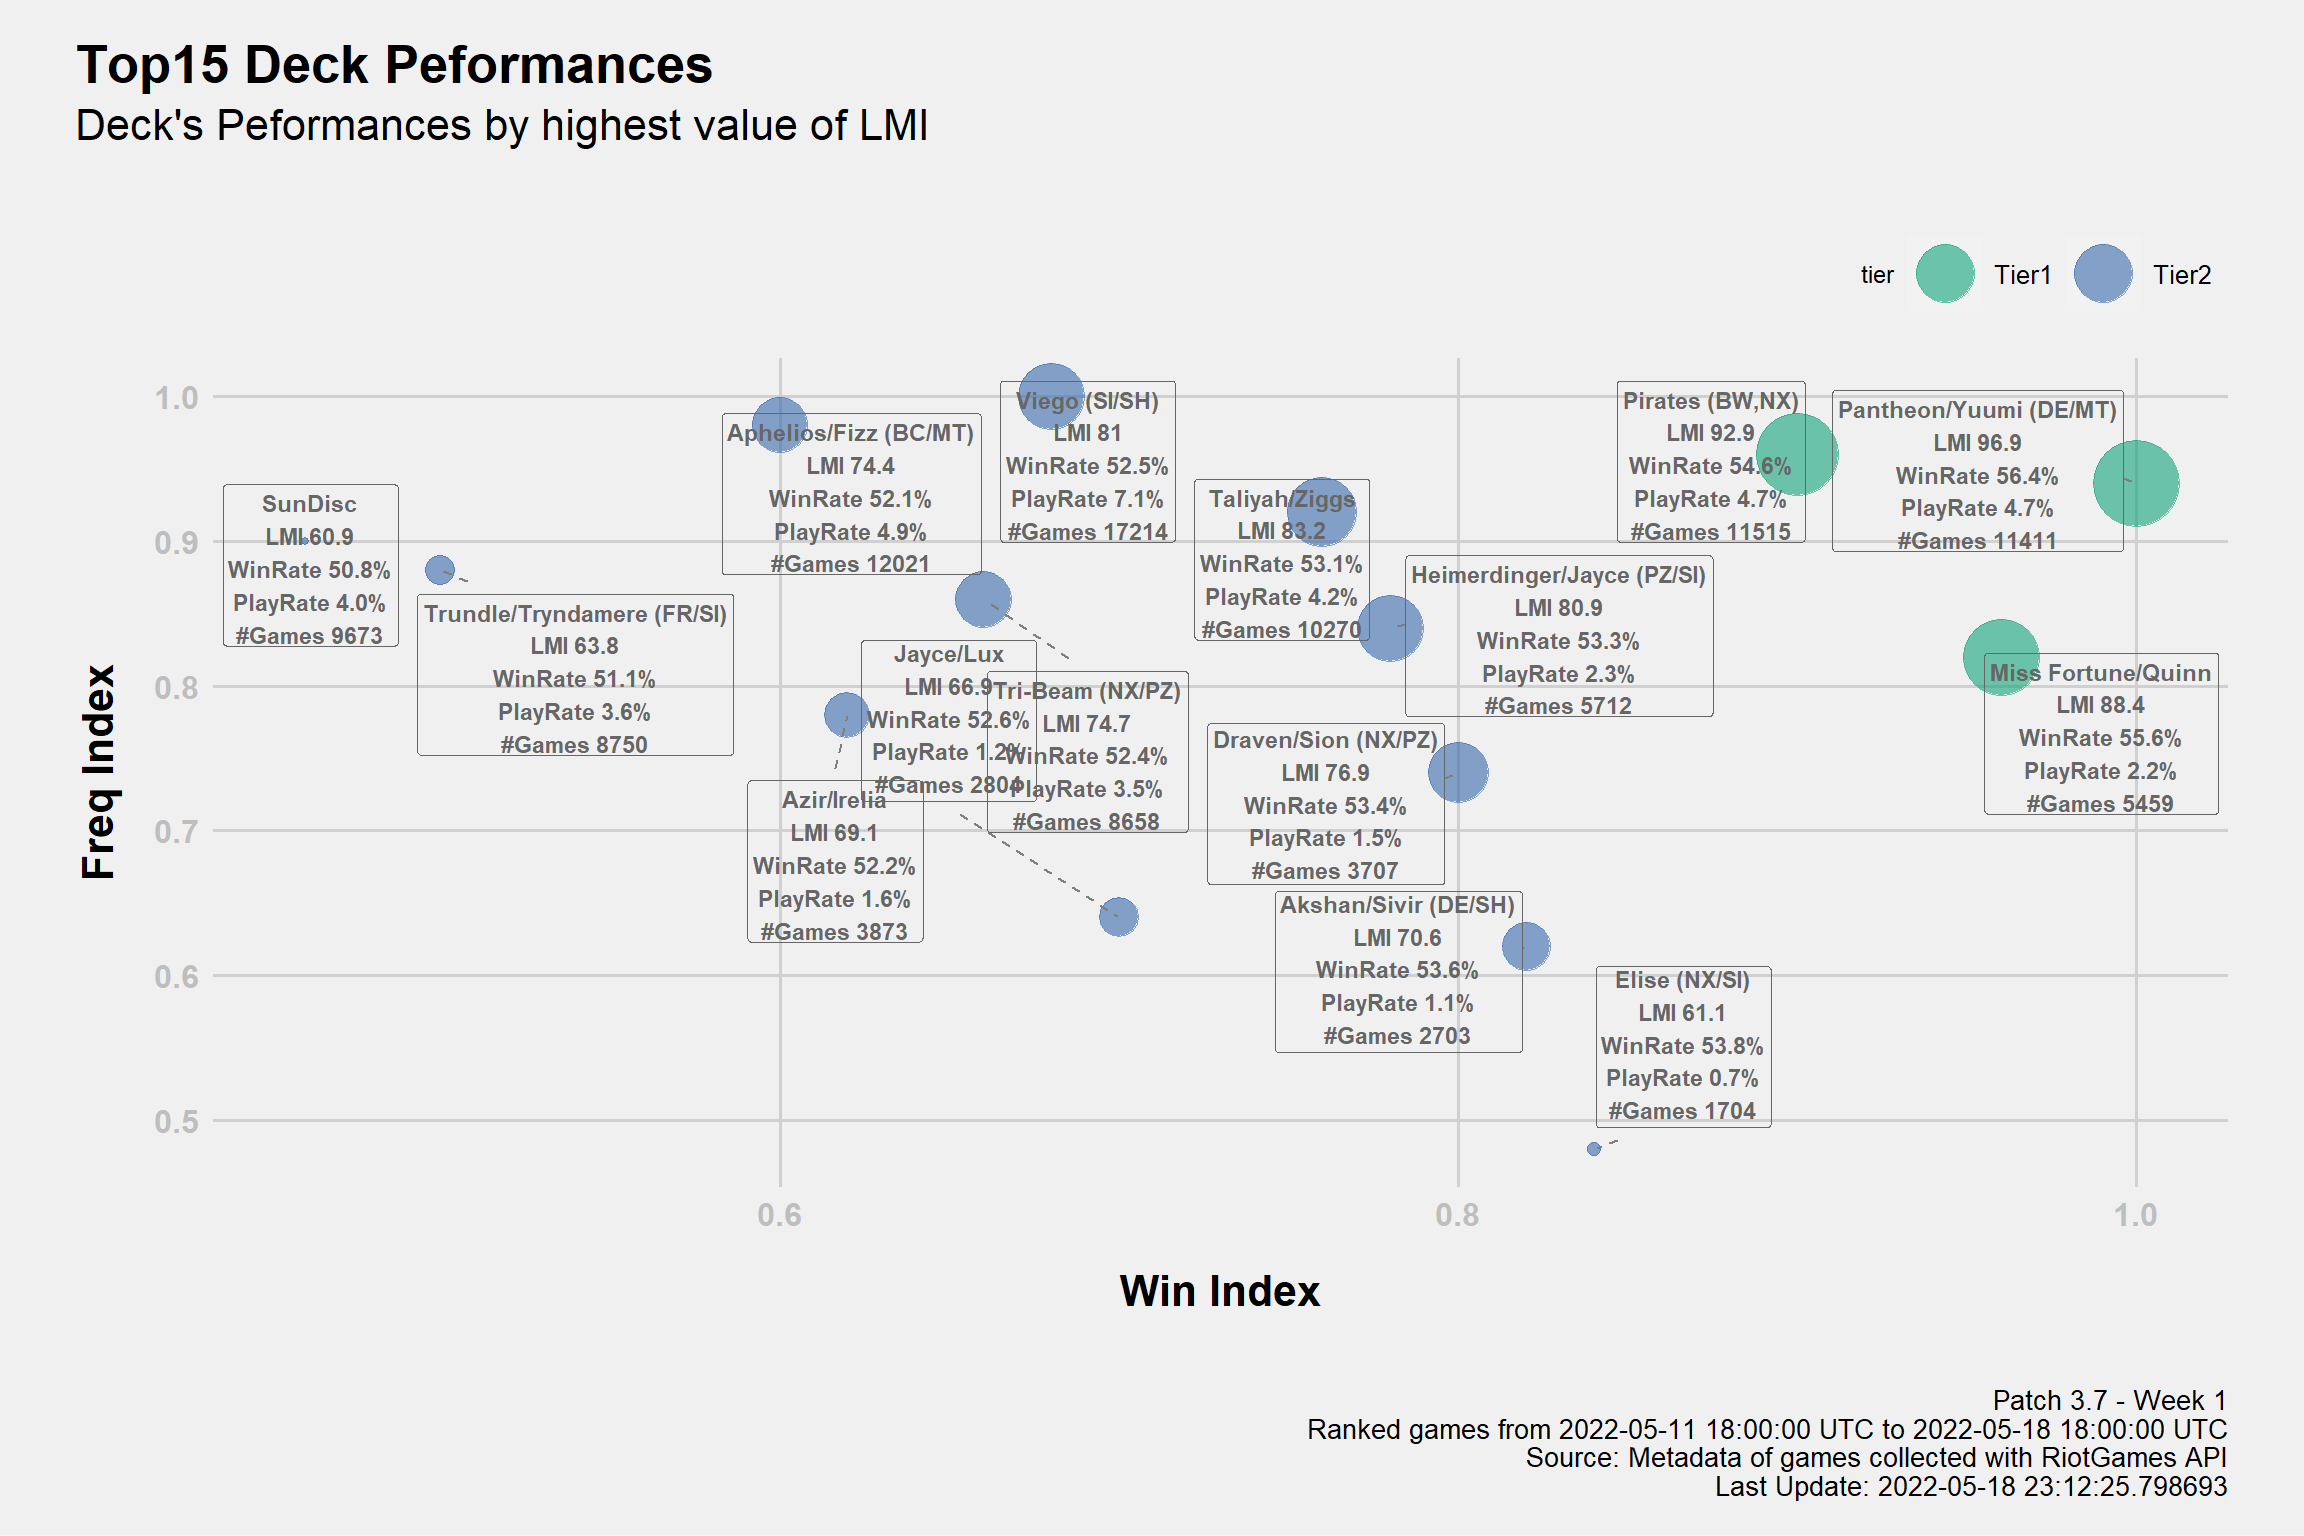 Top15 Deck Peformances
Deck's Peformances by highest value of LMI
tier
Tier1
Tier2
Freq Index
1.0
0.9
0.8
0.7
0.6
0.5
SunDisc
LMI 60.9
WinRate 50.8%
PlayRate 4.0%
#Games 9673
Trundle/Tryndamere (FR/SI)
LMI 63.8
WinRate 51.1%
PlayRate 3.6%
#Games 8750
Aphelios/Fizz (BC/MT)
LMI 74.4
WinRate 52.1%
PlayRate 4.9%
#Games 12021
Viego (SI/SH)
LMI 81
WinRate 52.5%
PlayRate 7.1%
#Games 17214
Taliyah/Ziggs
LMI 83.2
WinRate 53.1%
PlayRate 4.2%
#Games 10270
Pirates (BW,NX)
LMI 92.9
WinRate 54.6%
PlayRate 4.7%
#Games 11515
Pantheon/Yuumi (DE/MT)
LMI 96.9
WinRate 56.4%
PlayRate 4.7%
#Games 11411
Heimerdinger/Jayce (PZ/SI)
LMI 80.9
WinRate 53.3%
PlayRate 2.3%
#Games 5712
Jayce/Lux
LMI 66.9
WinRate 52.6%
PlayRate 1.2%
#Games 2804
Tri-Beam (NX/PZ)
LMI 74.7
WinRate 52.4%
PlayRate 3.5%
#Games 8658
Miss Fortune/Quinn
LMI 88.4
WinRate 55.6%
PlayRate 2.2%
#Games 5459
Draven/Sion (NX/PZ)
LMI 76.9
WinRate 53.4%
PlayRate 1.5%
#Games 3707
Azir/Irelia
LMI 69.1
WinRate 52.2%
PlayRate 1.6%
#Games 3873
Akshan/Sivir (DE/SH)
LMI 70.6
WinRate 53.6%
PlayRate 1.1%
#Games 2703
Elise (NX/SI)
LMI 61.1
WinRate 53.8%
PlayRate 0.7%
#Games 1704
0.6
0.8
1.0
Win Index
Patch 3.7 - Week 1
Ranked games from 2022-05-11 18:00:00 UTC to 2022-05-18 18:00:00 UTC
Source: Metadata of games collected with RiotGames API
Last Update: 2022-05-18 23:12:25.798693